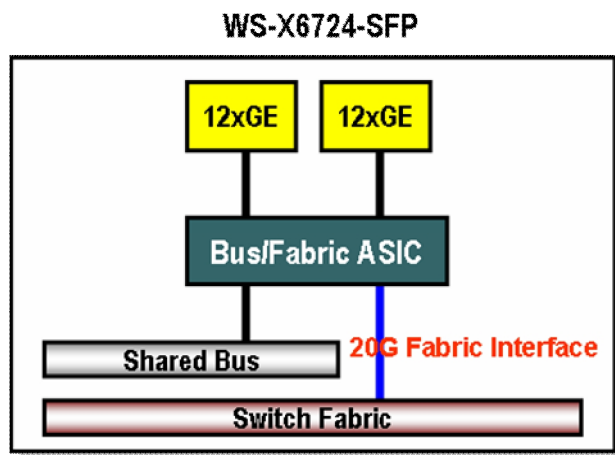 WS-X6724-SFP
12xGE 12xGE
Bus/Fabric ASIC
20G Fabric Interface
Shared Bus
Switch Fabric